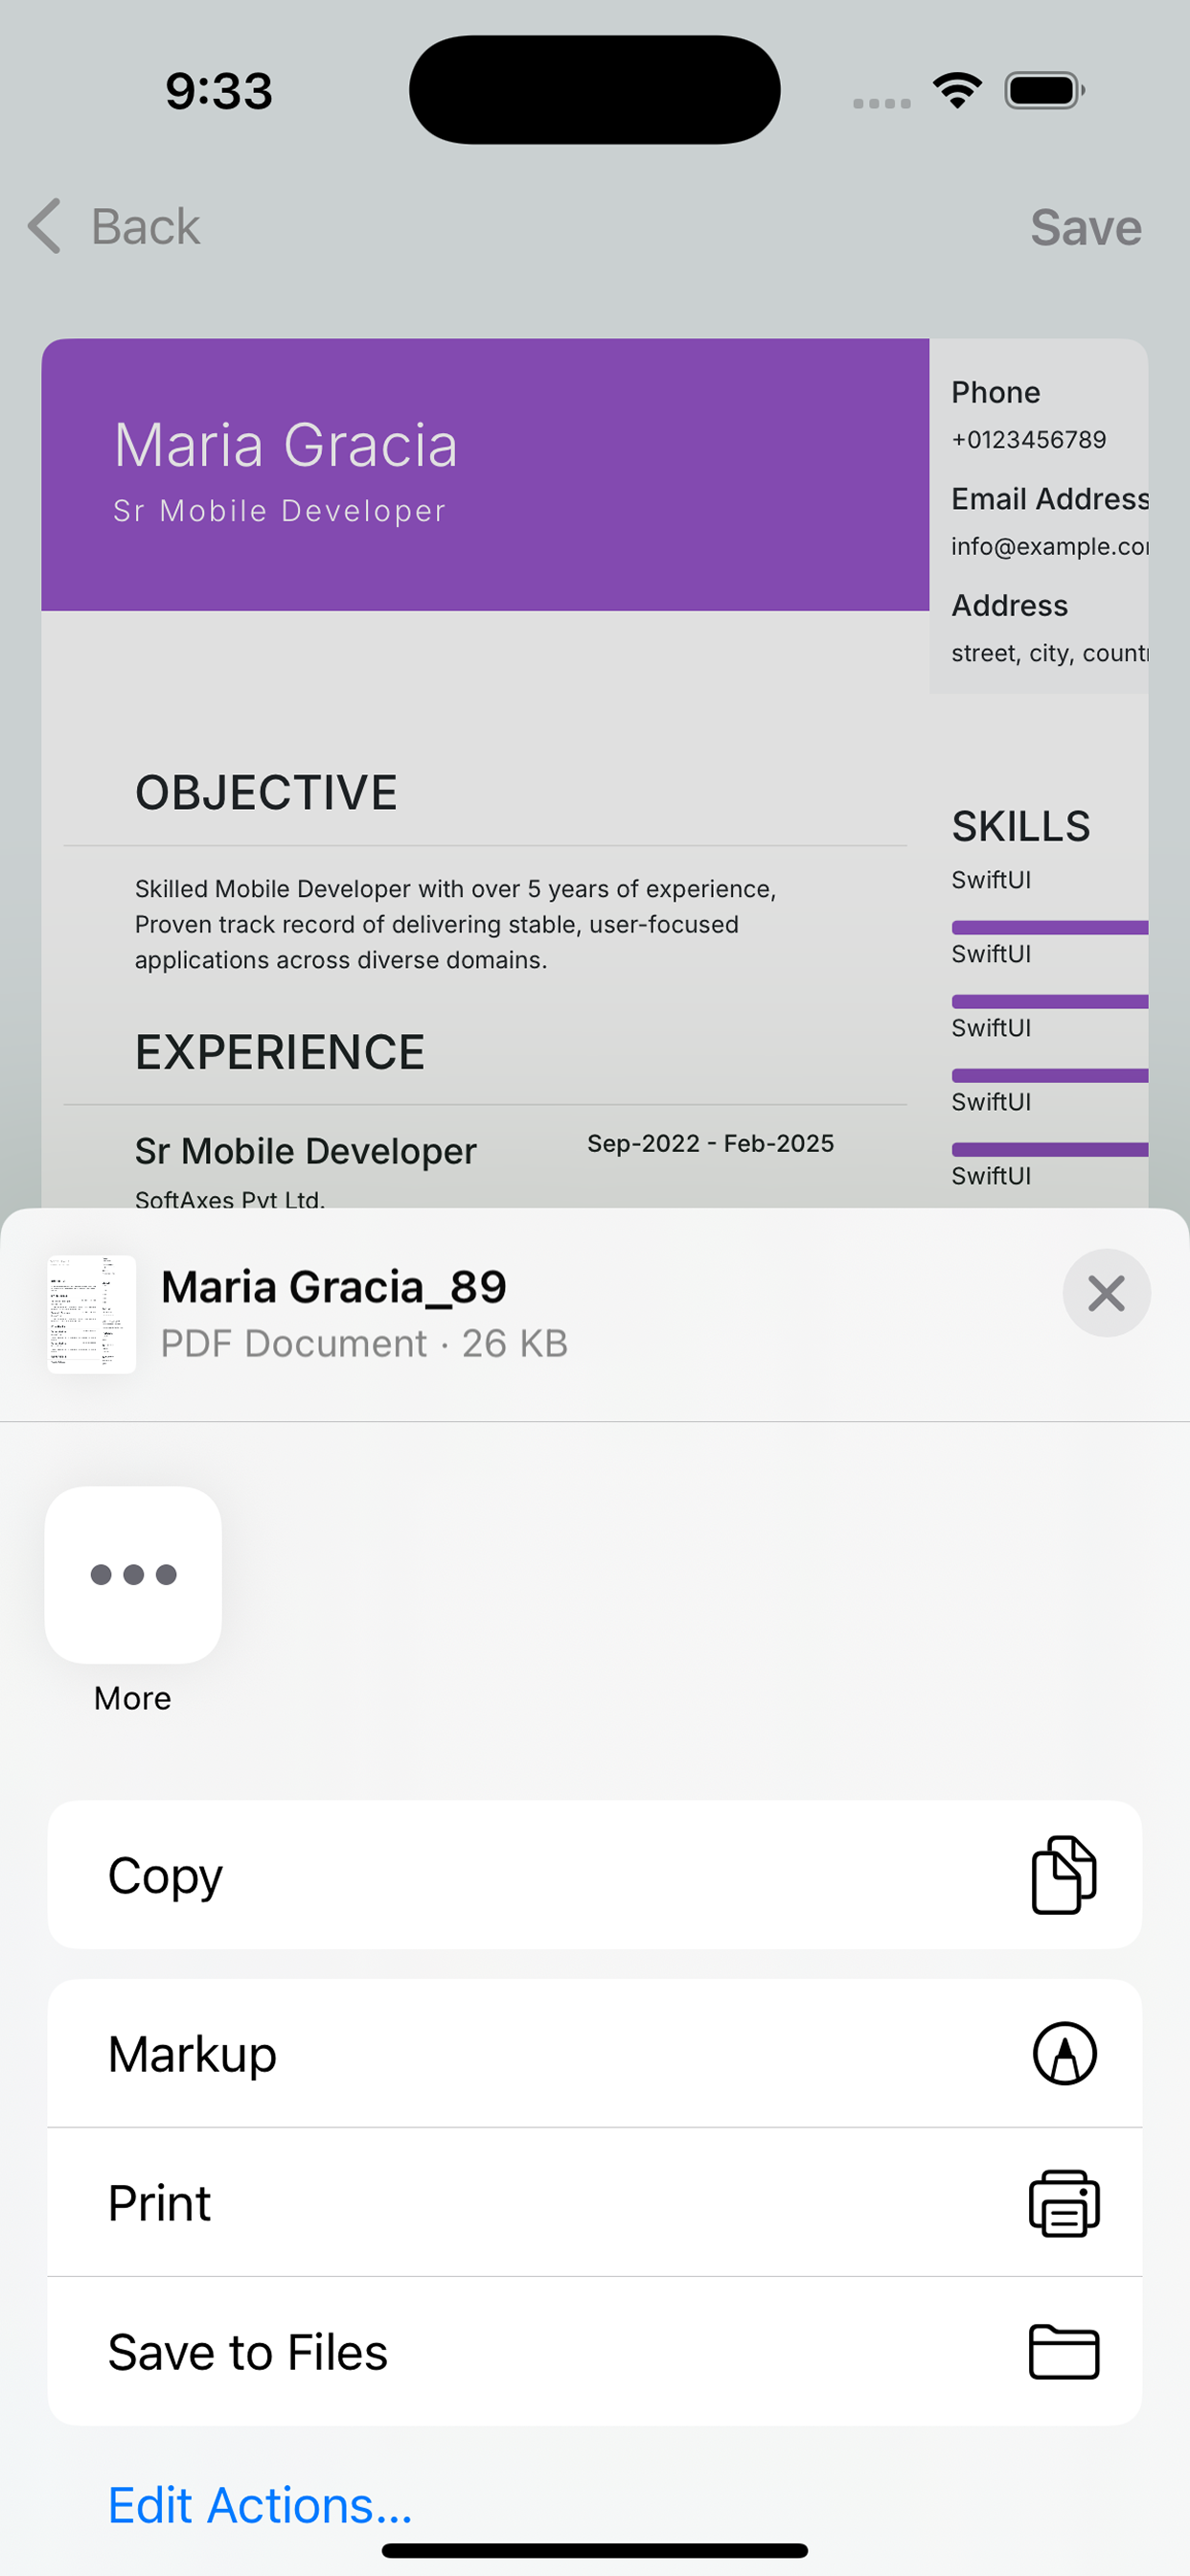 9:33
Back
Save
Maria Gracia
Sr Mobile Developer
Phone
+0123456789
Email Address
info@example.co
Address
street, city, count
OBJECTIVE
Skilled Mobile Developer with over 5 years of experience,
Proven track record of delivering stable, user-focused
applications across diverse domains.
EXPERIENCE
Sr Mobile Developer
Sep-2022 - Feb-2025
SoftAxes Pvt Ltd.
SKILLS
SwiftUI
SwiftUI
SwiftUI
SwiftUI
SwiftUI
Maria Gracia_89
PDF Document · 26 KB
More
Copy
Markup
Print
Save to Files
Edit Actions...